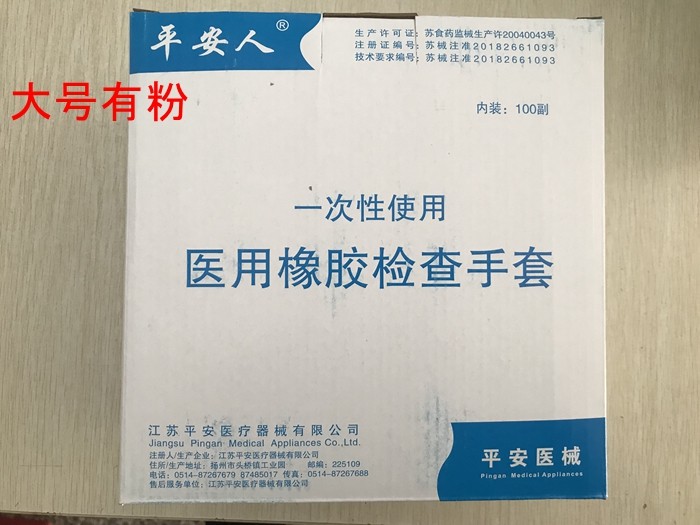 平安人®
生产许可证：苏食药监械生产许20040043号
注册证编号：苏械注准20182661093
技术要求编号：苏械注准20182661093
大号有粉
内装：100副
一次性使用
医用橡胶检查手套
江苏平安医疗器械有限公司
Jiangsu Pingan Medical Appliances Co.,Ltd.
注册人/生产企业：江苏平安医疗器械有限公司
住所/生产地址：扬州市头桥镇工业园 邮编：225109
电话：0514-87267679 87485017 传真：0514-87267688
售后服务单位：江苏平安医疗器械有限公司
平安医械
Pingan Medical Appliances